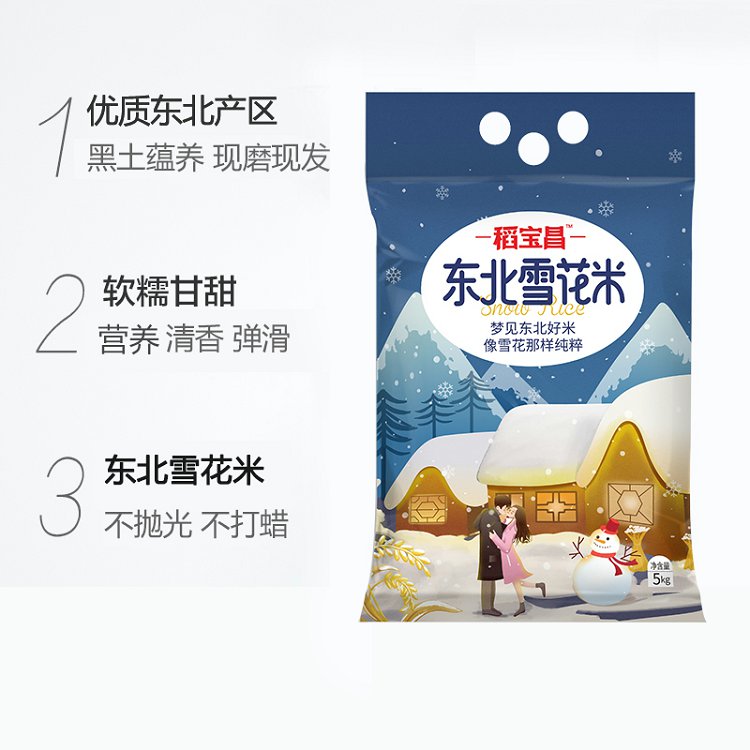 1 优质东北产区
黑土蕴养 现磨现发
2 软糯甘甜
营养 清香 弹滑
3 东北雪花米
不抛光 不打蜡
稻宝昌™
东北雪花米
Snow Rice
梦见东北好米
像雪花那样纯粹
净含量
5kg